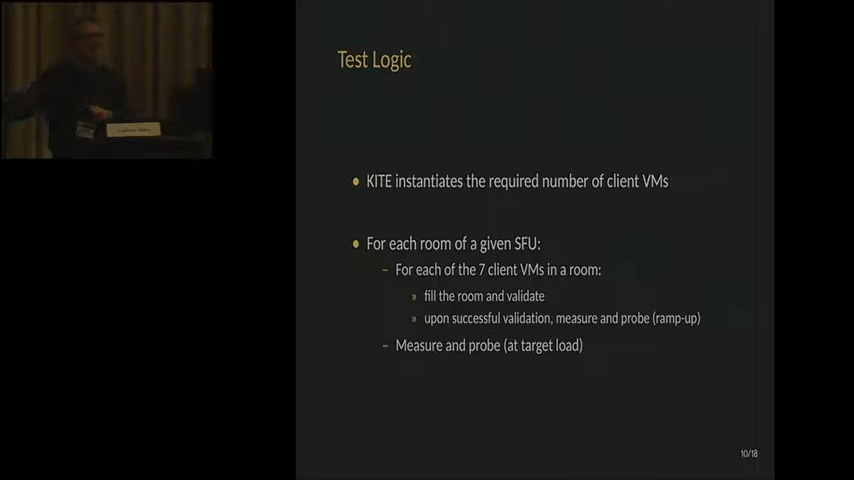 Test Logic
• KITE instantiates the required number of client VMs
• For each room of a given SFU:
– For each of the 7 client VMs in a room:
» fill the room and validate
» upon successful validation, measure and probe (ramp-up)
– Measure and probe (at target load)
10/18